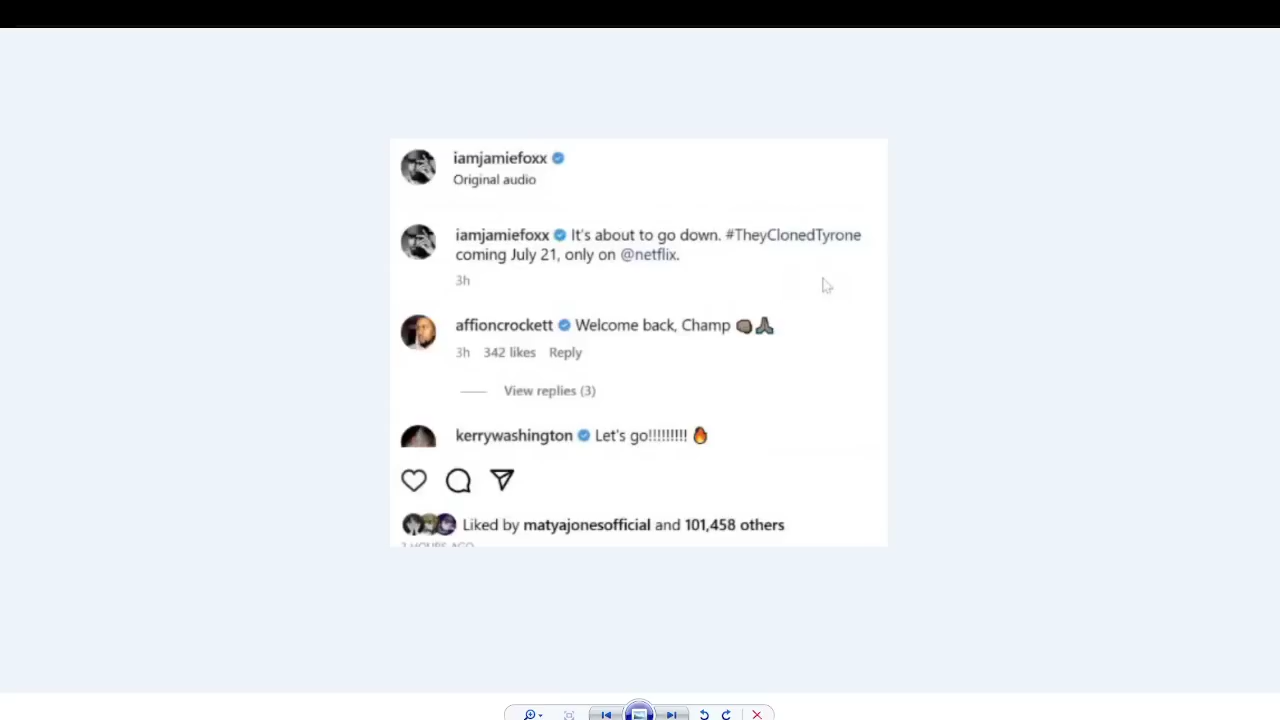 iamjamiefoxx
Original audio
iamjamiefoxx It's about to go down. #TheyClonedTyrone
coming July 21, only on @netflix.
3h
affioncrockett Welcome back, Champ 👊🏿🙏🏿
3h 342 likes Reply
View replies (3)
kerrywashington Let's go!!!!!!!!! 🔥
Liked by matyajonesofficial and 101,458 others
HOURS AGO